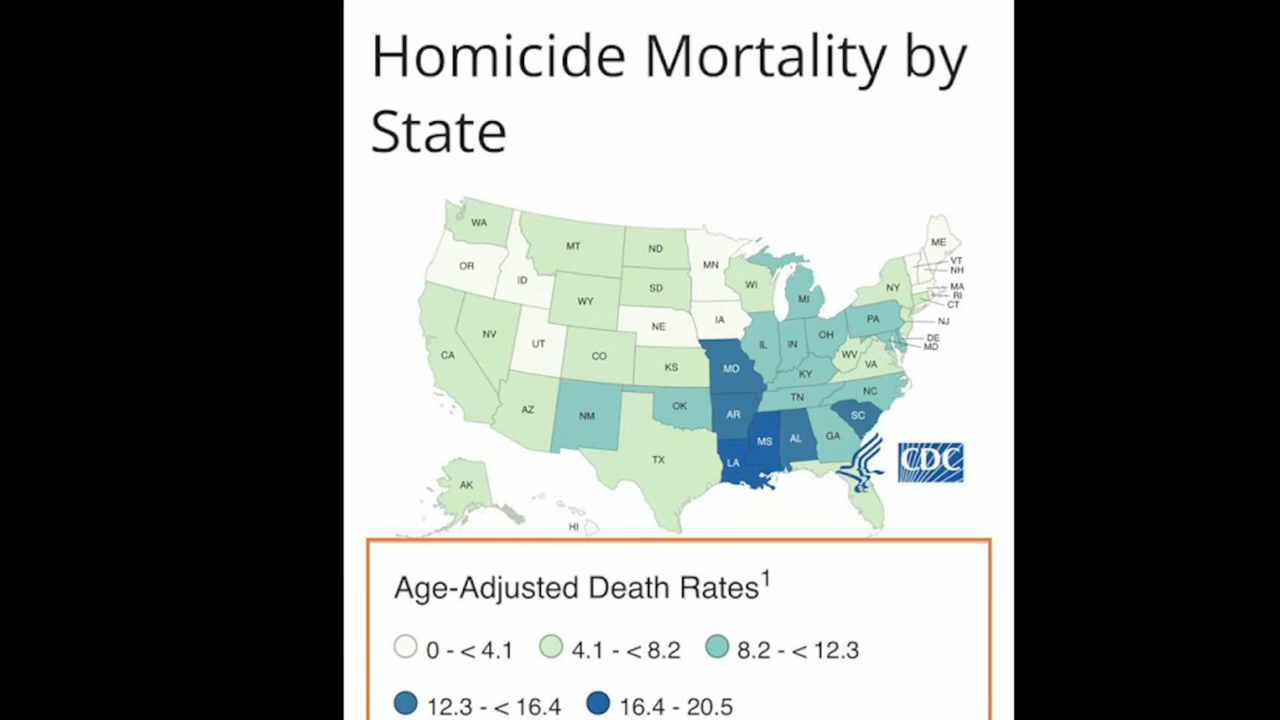 Homicide Mortality by
State
WA
MT
ND
MN
ME
OR
ID
WY
SD
WI
MI
NY
VT
NH
MA
RI
CT
NV
UT
CO
NE
IA
IL
IN
OH
PA
NJ
DE
MD
CA
KS
MO
KY
WV
VA
AZ
NM
OK
AR
TN
NC
SC
TX
LA
MS
AL
GA
CDC
AK
HI
Age-Adjusted Death Rates1
0 - < 4.1 4.1 - < 8.2 8.2 - < 12.3
12.3 - < 16.4 16.4 - 20.5